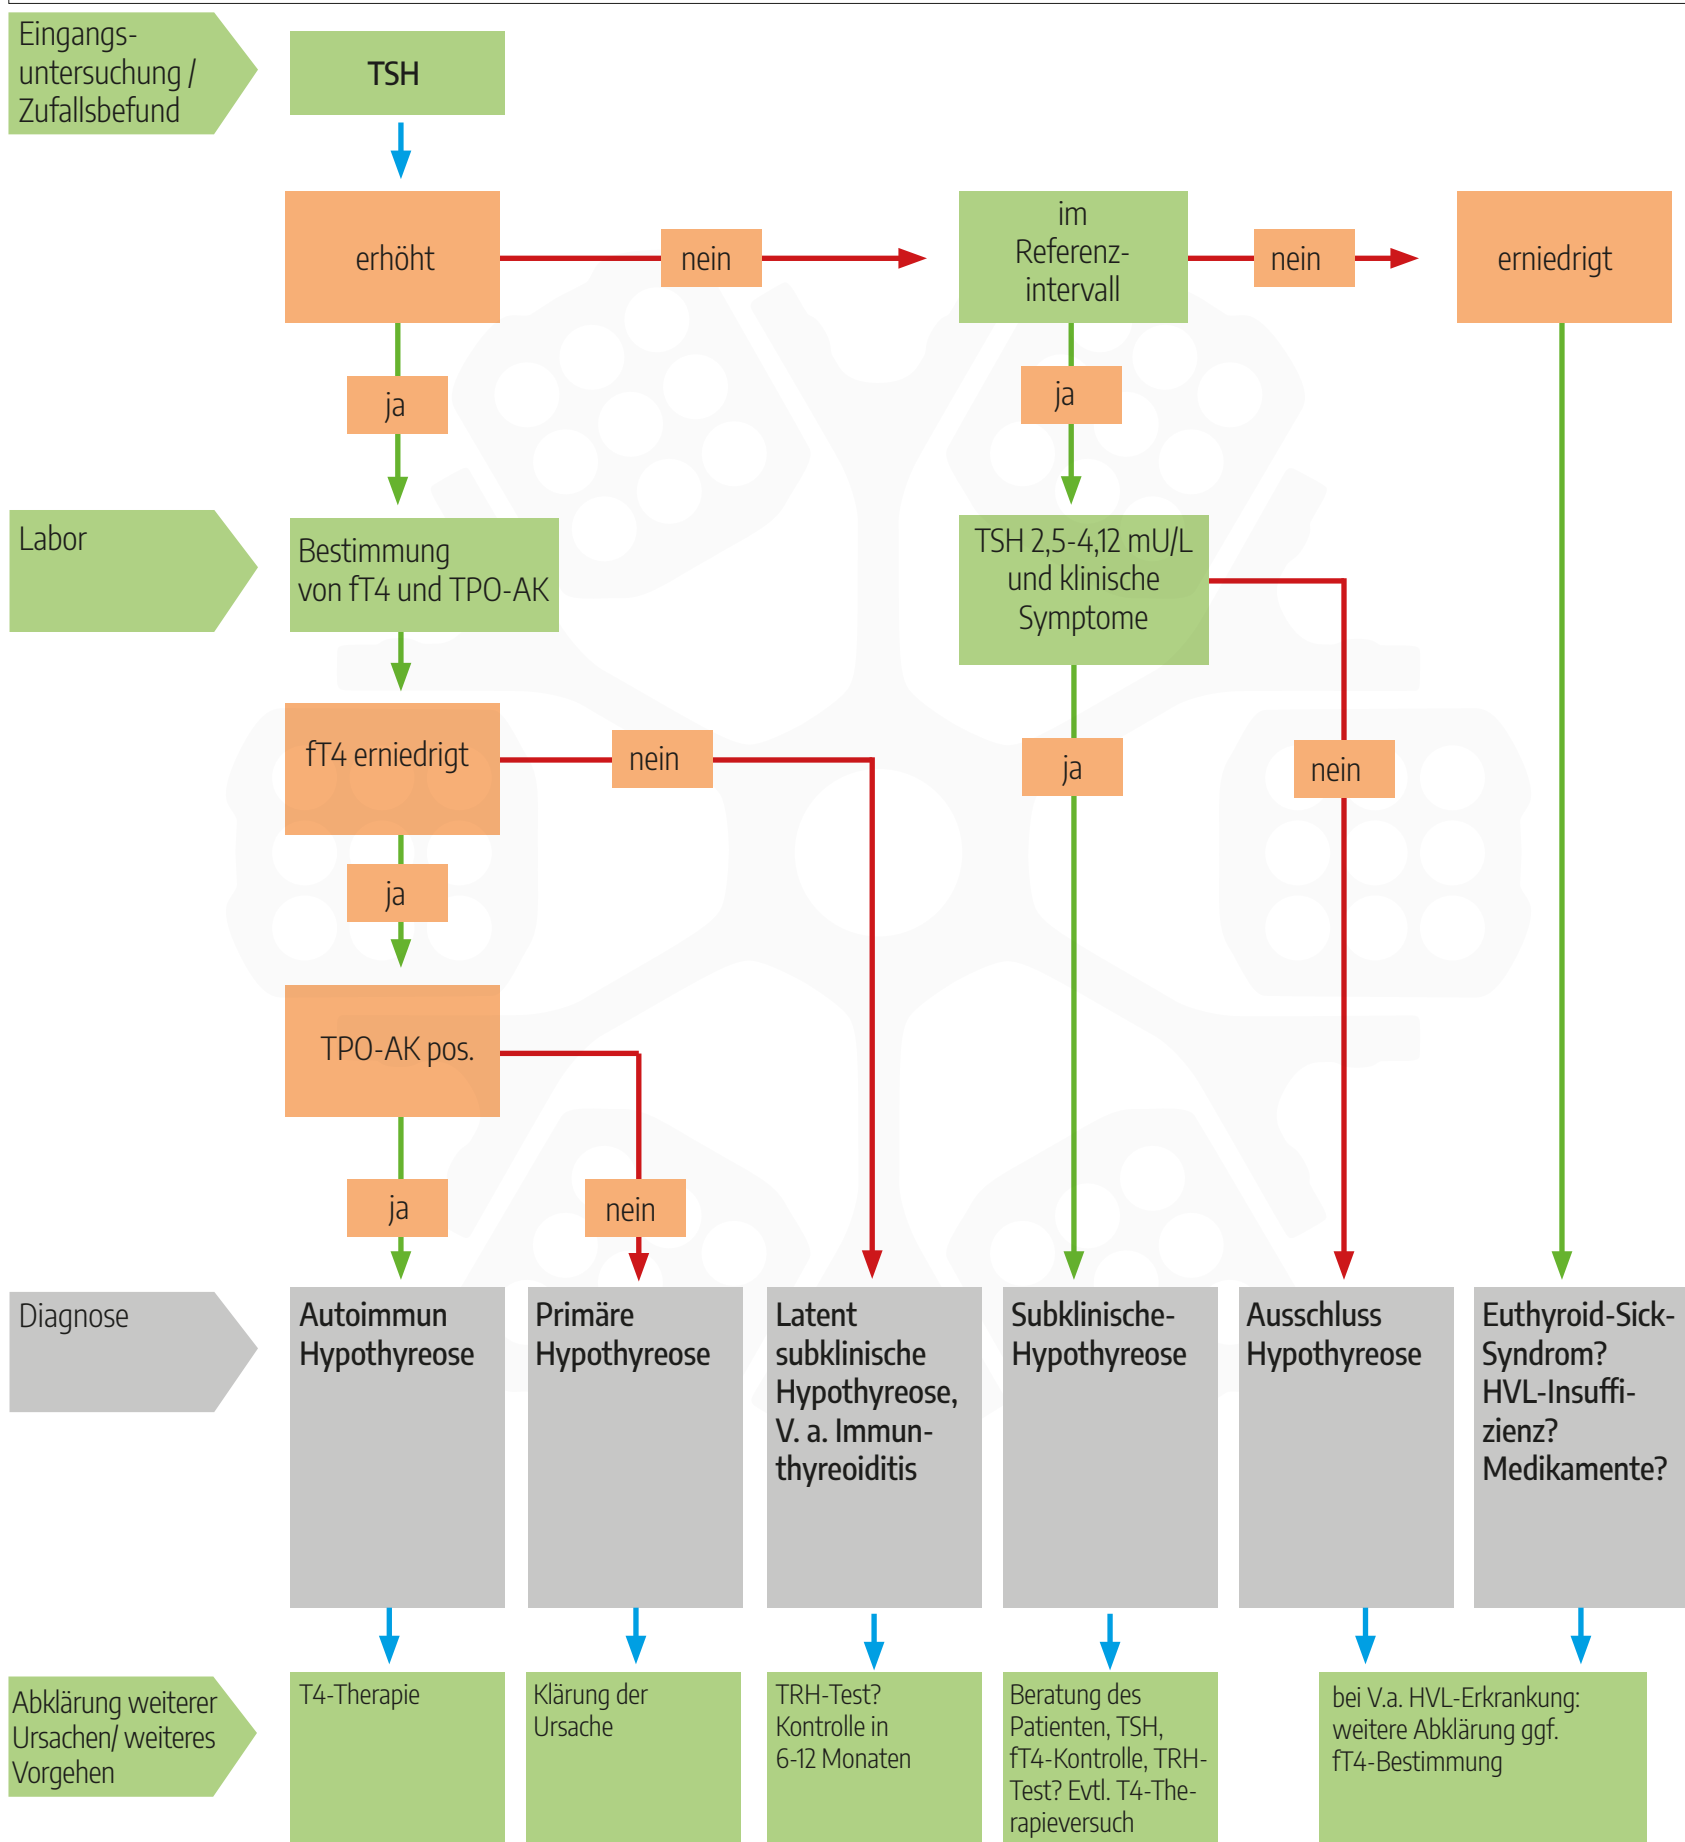 Eingangs-
untersuchung /
Zufallsbefund
TSH
erhöht
nein
im
Referenz-
intervall
nein
erniedrigt
ja
ja
Labor
Bestimmung
von fT4 und TPO-AK
TSH 2,5-4,12 mU/L
und klinische
Symptome
fT4 erniedrigt
nein
ja
nein
ja
TPO-AK pos.
ja
nein
Diagnose
Autoimmun
Hypothyreose
Primäre
Hypothyreose
Latent
subklinische
Hypothyreose,
V. a. Immun-
thyreoiditis
Subklinische-
Hypothyreose
Ausschluss
Hypothyreose
Euthyroid-Sick-
Syndrom?
HVL-Insuffi-
zienz?
Medikamente?
Abklärung weiterer
Ursachen/ weiteres
Vorgehen
T4-Therapie
Klärung der
Ursache
TRH-Test?
Kontrolle in
6-12 Monaten
Beratung des
Patienten, TSH,
fT4-Kontrolle, TRH-
Test? Evtl. T4-The-
rapieversuch
bei V.a. HVL-Erkrankung:
weitere Abklärung ggf.
fT4-Bestimmung